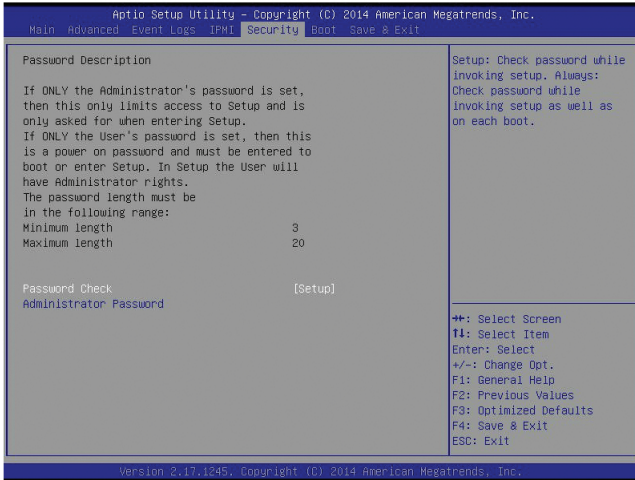 Aptio Setup Utility – Copyright (C) 2014 American Megatrends, Inc.
Main Advanced Event Logs IPMI Security Boot Save & Exit
Password Description
If ONLY the Administrator's password is set,
then this only limits access to Setup and is
only asked for when entering Setup.
If ONLY the User's password is set, then this
is a power on password and must be entered to
boot or enter Setup. In Setup the User will
have Administrator rights.
The password length must be
in the following range:
Minimum length 3
Maximum length 20
Password Check [Setup]
Administrator Password
Setup: Check password while
invoking setup. Always:
Check password while
invoking setup as well as
on each boot.
→←: Select Screen
↑↓: Select Item
Enter: Select
+/-: Change Opt.
F1: General Help
F2: Previous Values
F3: Optimized Defaults
F4: Save & Exit
ESC: Exit
Version 2.17.1245. Copyright (C) 2014 American Megatrends, Inc.